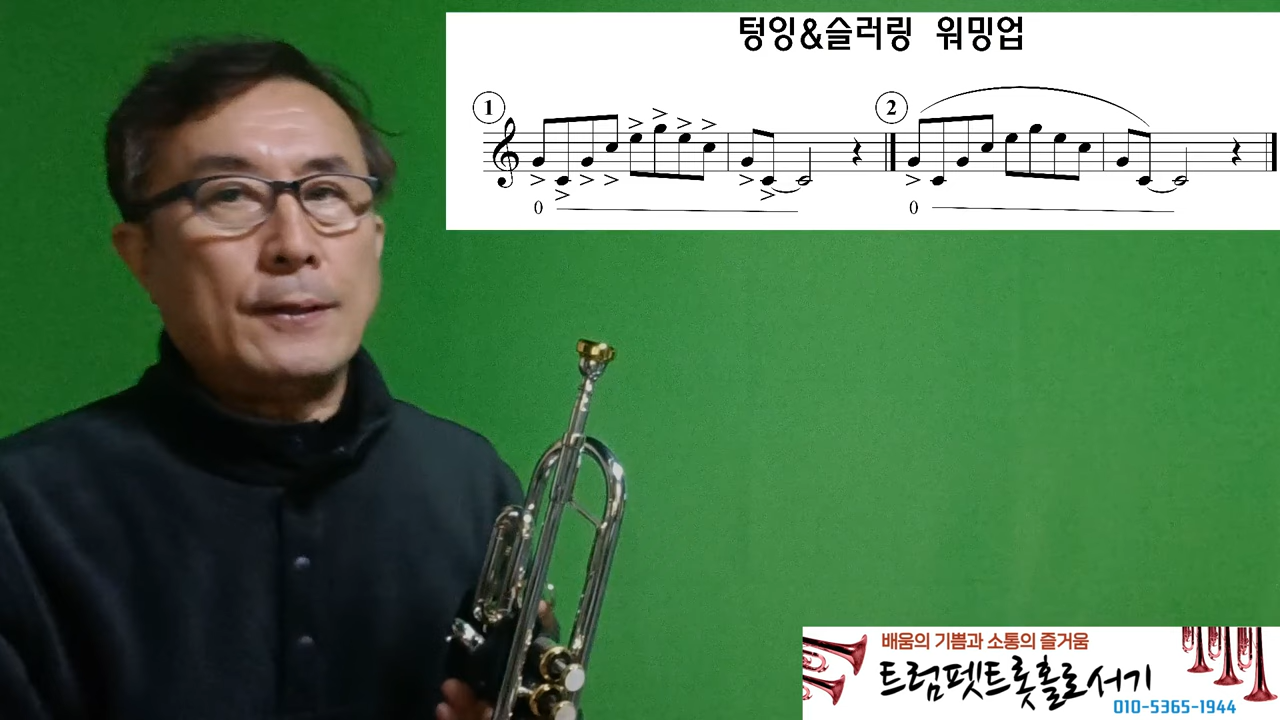 텅잉&슬러링 워밍업
1
2
0
0
배움의 기쁨과 소통의 즐거움
트럼펫트롯홀로서기
010-5365-1944